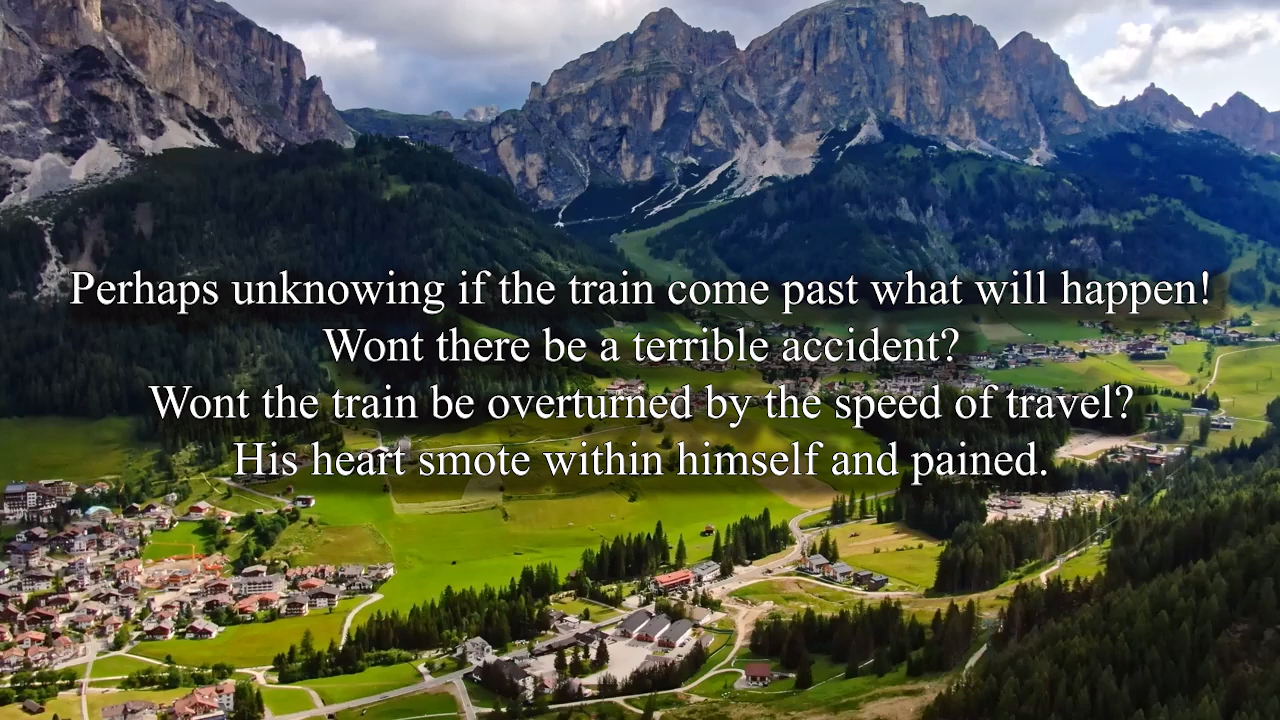 Perhaps unknowing if the train come past what will happen!
Wont there be a terrible accident?
Wont the train be overturned by the speed of travel?
His heart smote within himself and pained.